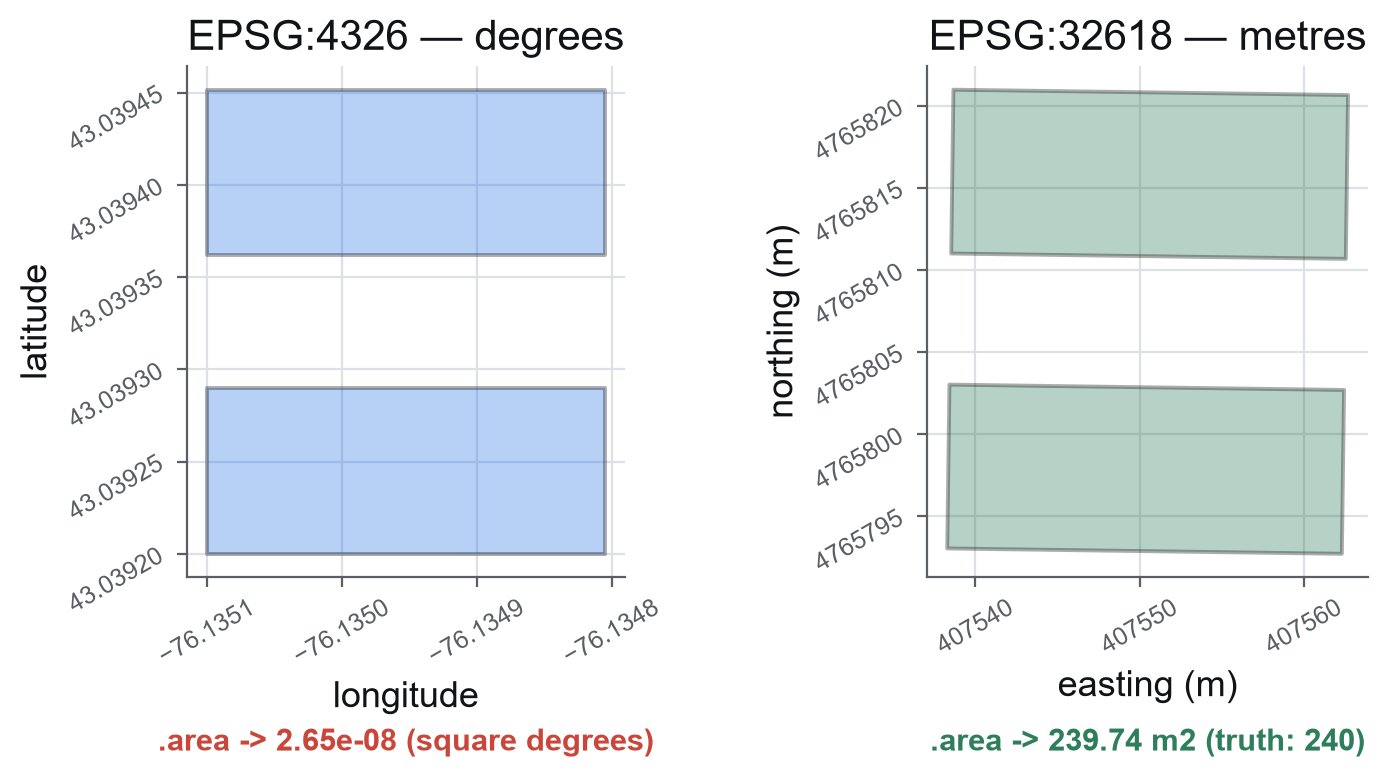 EPSG:4326 — degrees
latitude
43.03945
43.03940
43.03935
43.03930
43.03925
43.03920
−76.1351
−76.1350
−76.1349
−76.1348
longitude
.area -> 2.65e-08 (square degrees)
EPSG:32618 — metres
northing (m)
4765820
4765815
4765810
4765805
4765800
4765795
407540
407550
407560
easting (m)
.area -> 239.74 m2 (truth: 240)